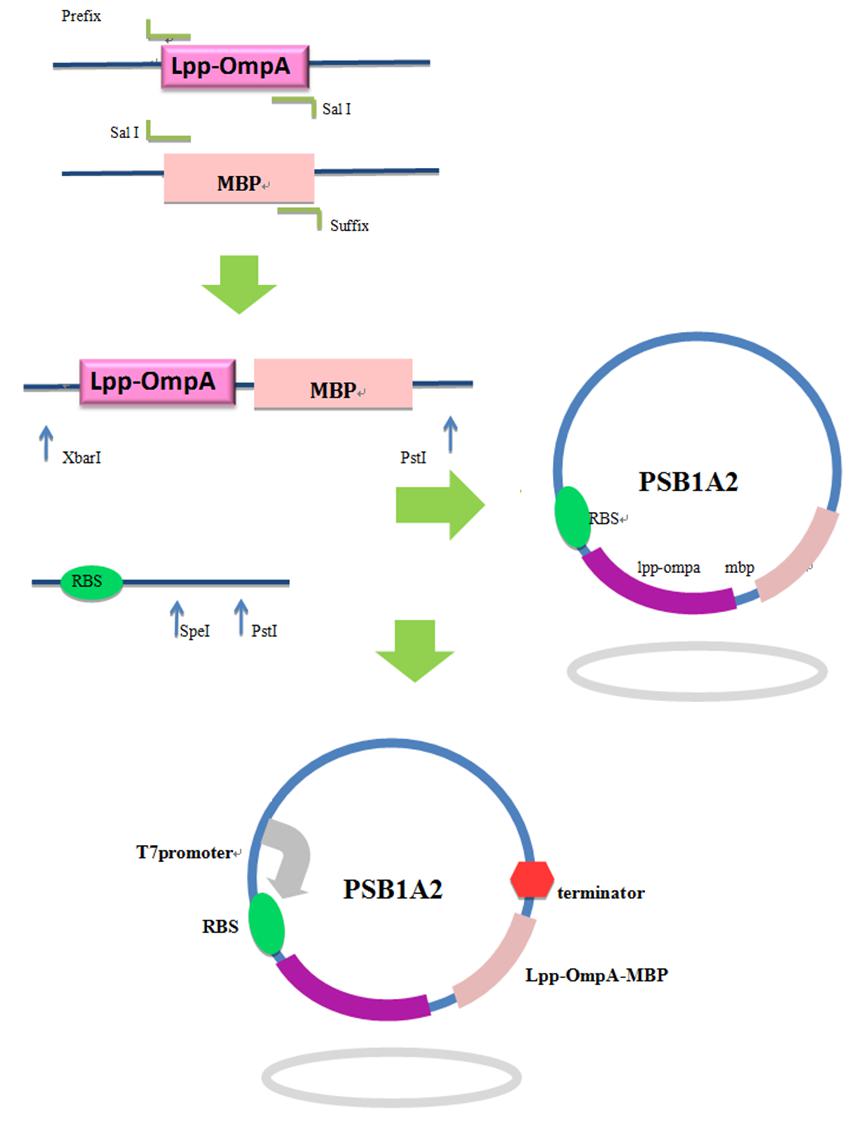 Prefix
Lpp-OmpA
Sal I
Sal I
MBP
Suffix
Lpp-OmpA
MBP
XbarI
PstI
PSB1A2
RBS
lpp-ompa mbp
RBS
SpeI
PstI
T7promoter
PSB1A2
terminator
RBS
Lpp-OmpA-MBP